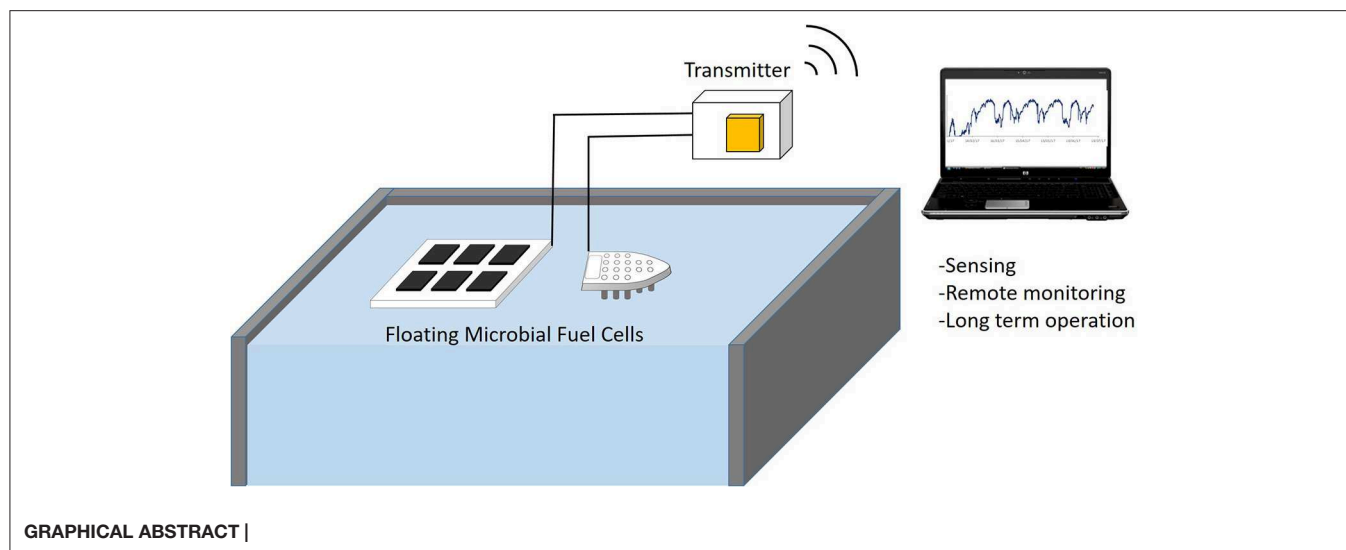 Transmitter
Floating Microbial Fuel Cells
-Sensing
-Remote monitoring
-Long term operation
GRAPHICAL ABSTRACT |